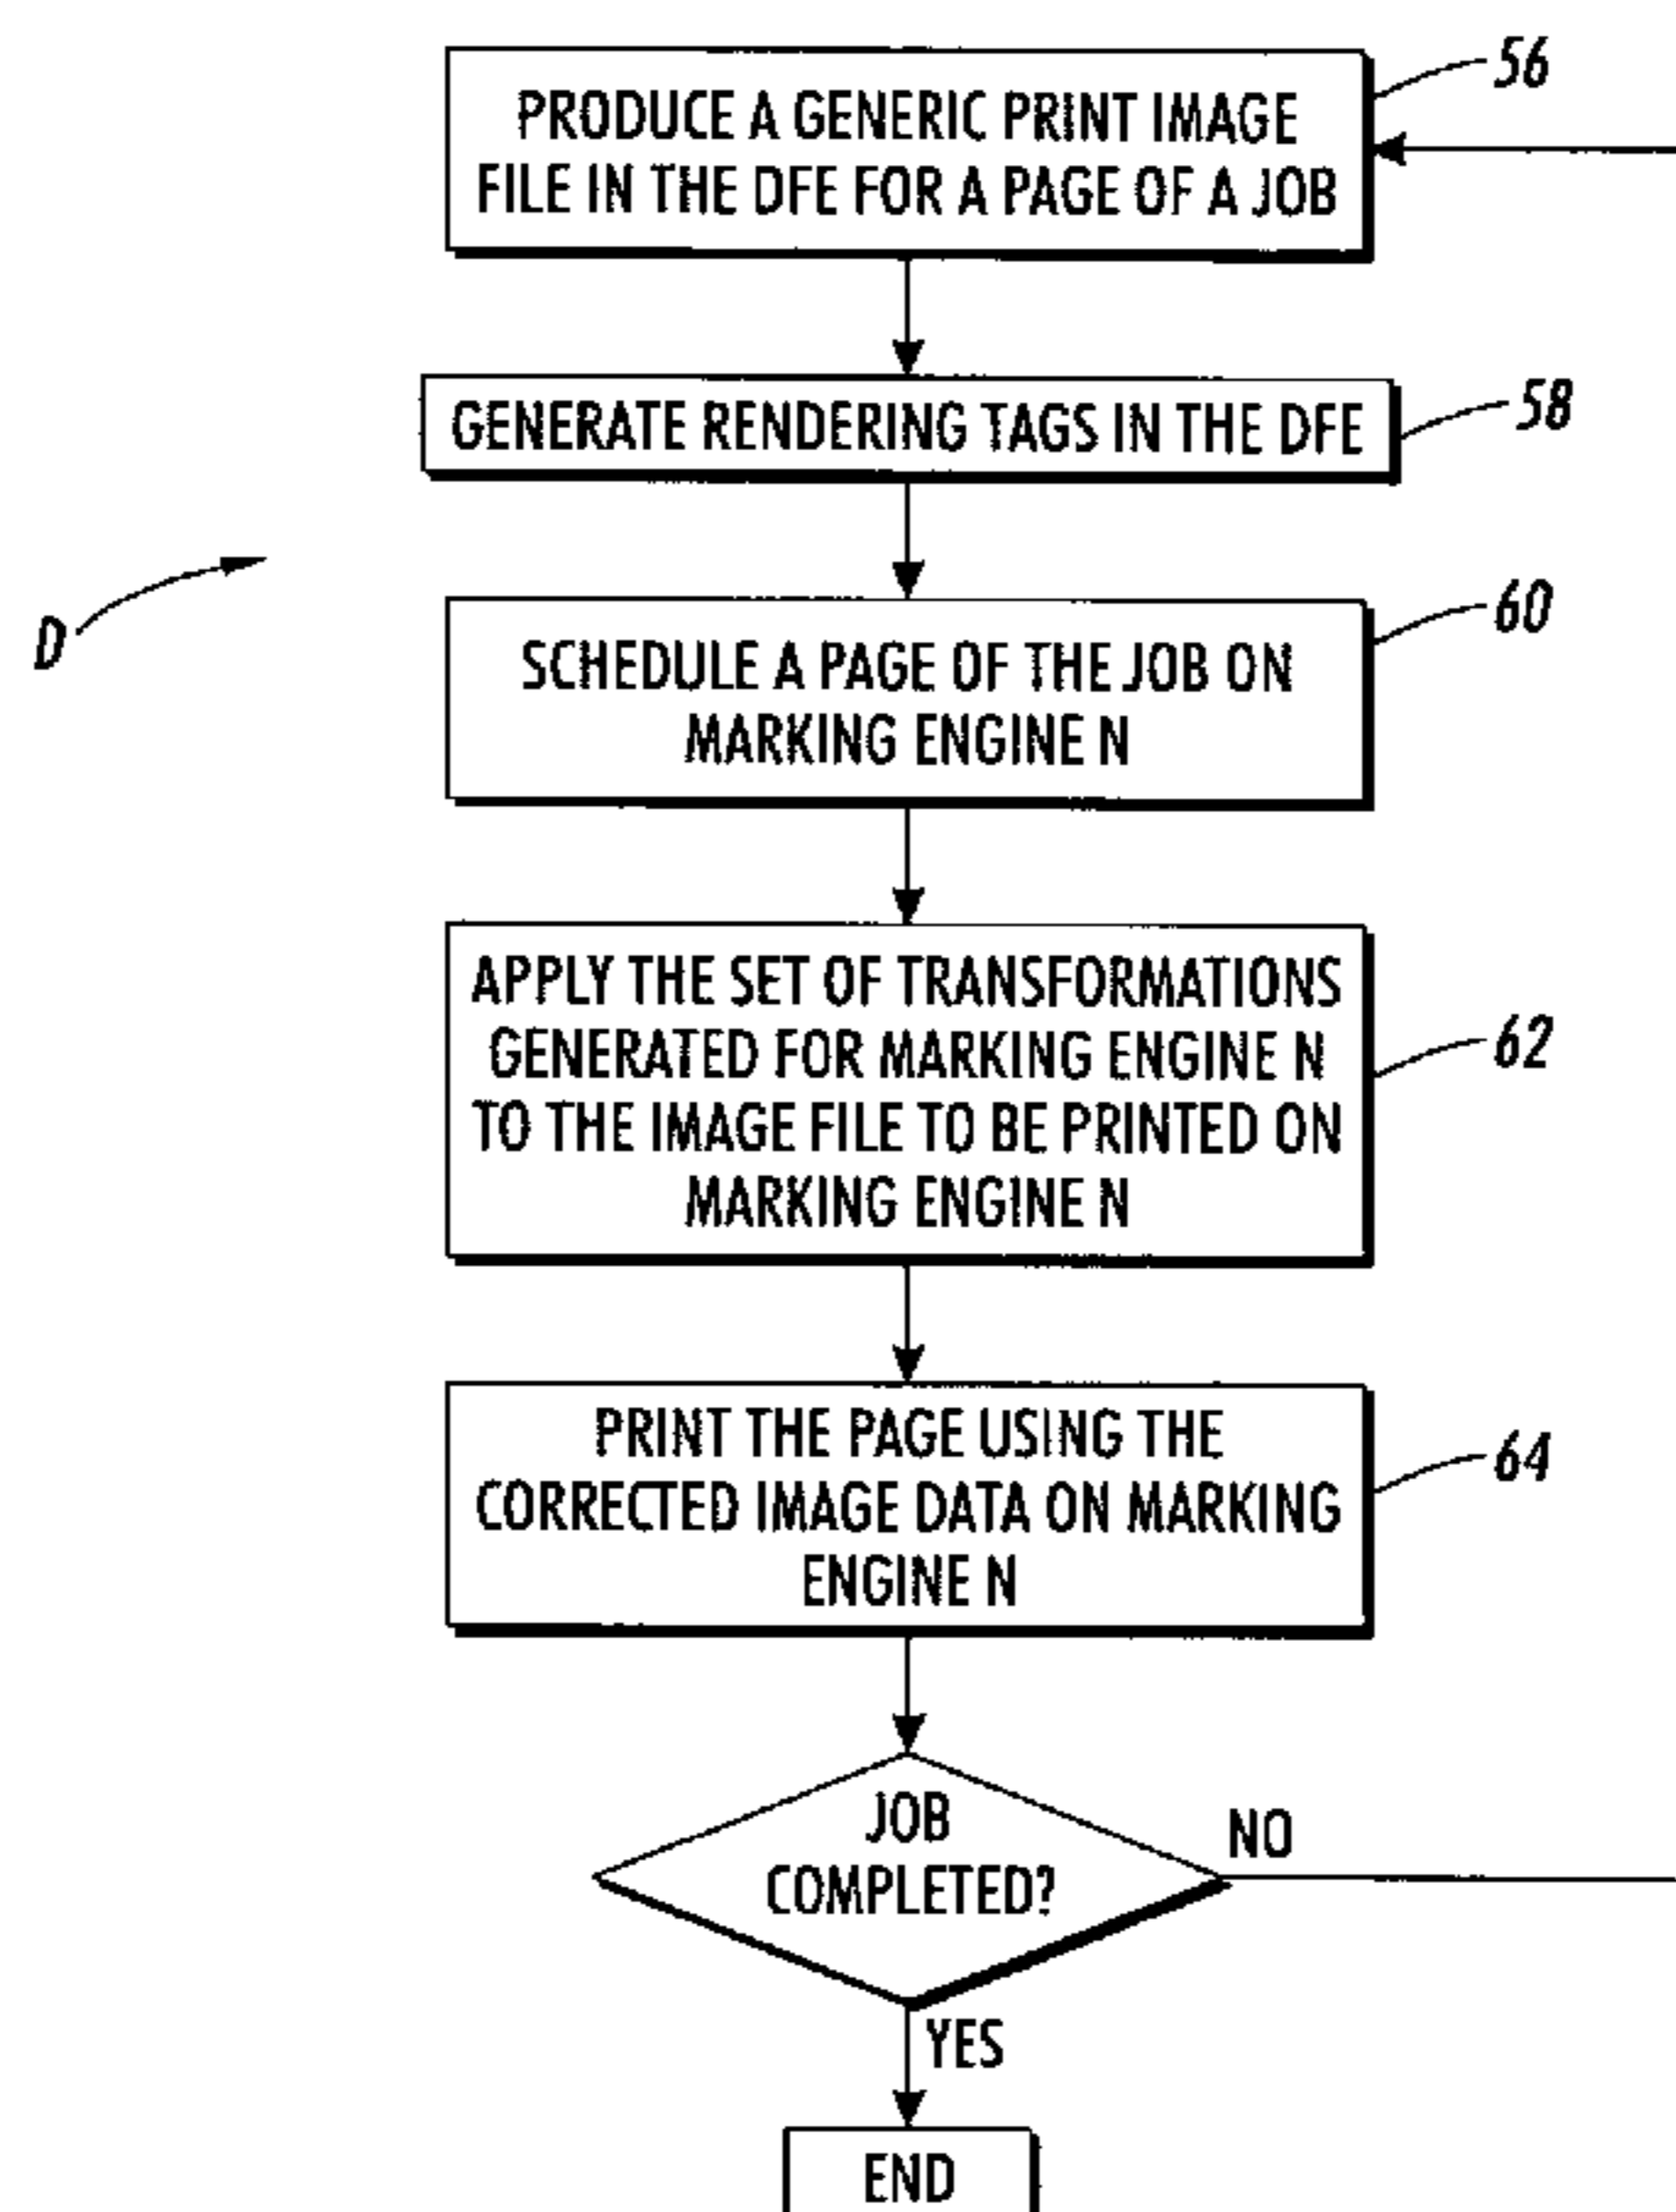 56
PRODUCE A GENERIC PRINT IMAGE
FILE IN THE DFE FOR A PAGE OF A JOB
58
GENERATE RENDERING TAGS IN THE DFE
D
60
SCHEDULE A PAGE OF THE JOB ON
MARKING ENGINE N
APPLY THE SET OF TRANSFORMATIONS
GENERATED FOR MARKING ENGINE N
62
TO THE IMAGE FILE TO BE PRINTED ON
MARKING ENGINE N
PRINT THE PAGE USING THE
64
CORRECTED IMAGE DATA ON MARKING
ENGINE N
JOB
COMPLETED?
NO
YES
END